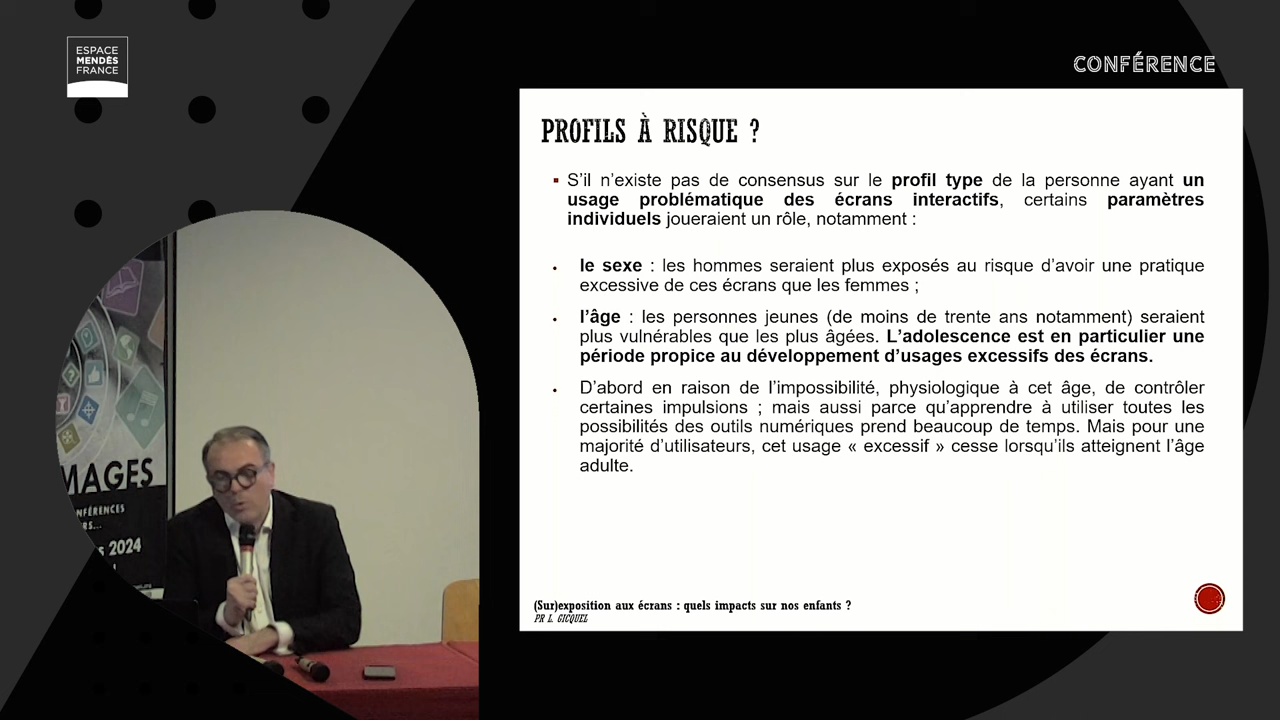 ESPACE
MENDÈS
FRANCE
CONFÉRENCE
PROFILS À RISQUE ?
S’il n’existe pas de consensus sur le profil type de la personne ayant un
usage problématique des écrans interactifs, certains paramètres
individuels joueraient un rôle, notamment :
le sexe : les hommes seraient plus exposés au risque d’avoir une pratique
excessive de ces écrans que les femmes ;
l’âge : les personnes jeunes (de moins de trente ans notamment) seraient
plus vulnérables que les plus âgées. L’adolescence est en particulier une
période propice au développement d’usages excessifs des écrans.
D’abord en raison de l’impossibilité, physiologique à cet âge, de contrôler
certaines impulsions ; mais aussi parce qu’apprendre à utiliser toutes les
possibilités des outils numériques prend beaucoup de temps. Mais pour une
majorité d’utilisateurs, cet usage « excessif » cesse lorsqu’ils atteignent l’âge
adulte.
(Sur)exposition aux écrans : quels impacts sur nos enfants ?
PR L. GICQUEL
MAGES
NFÉRENCES
RS...
s 2024